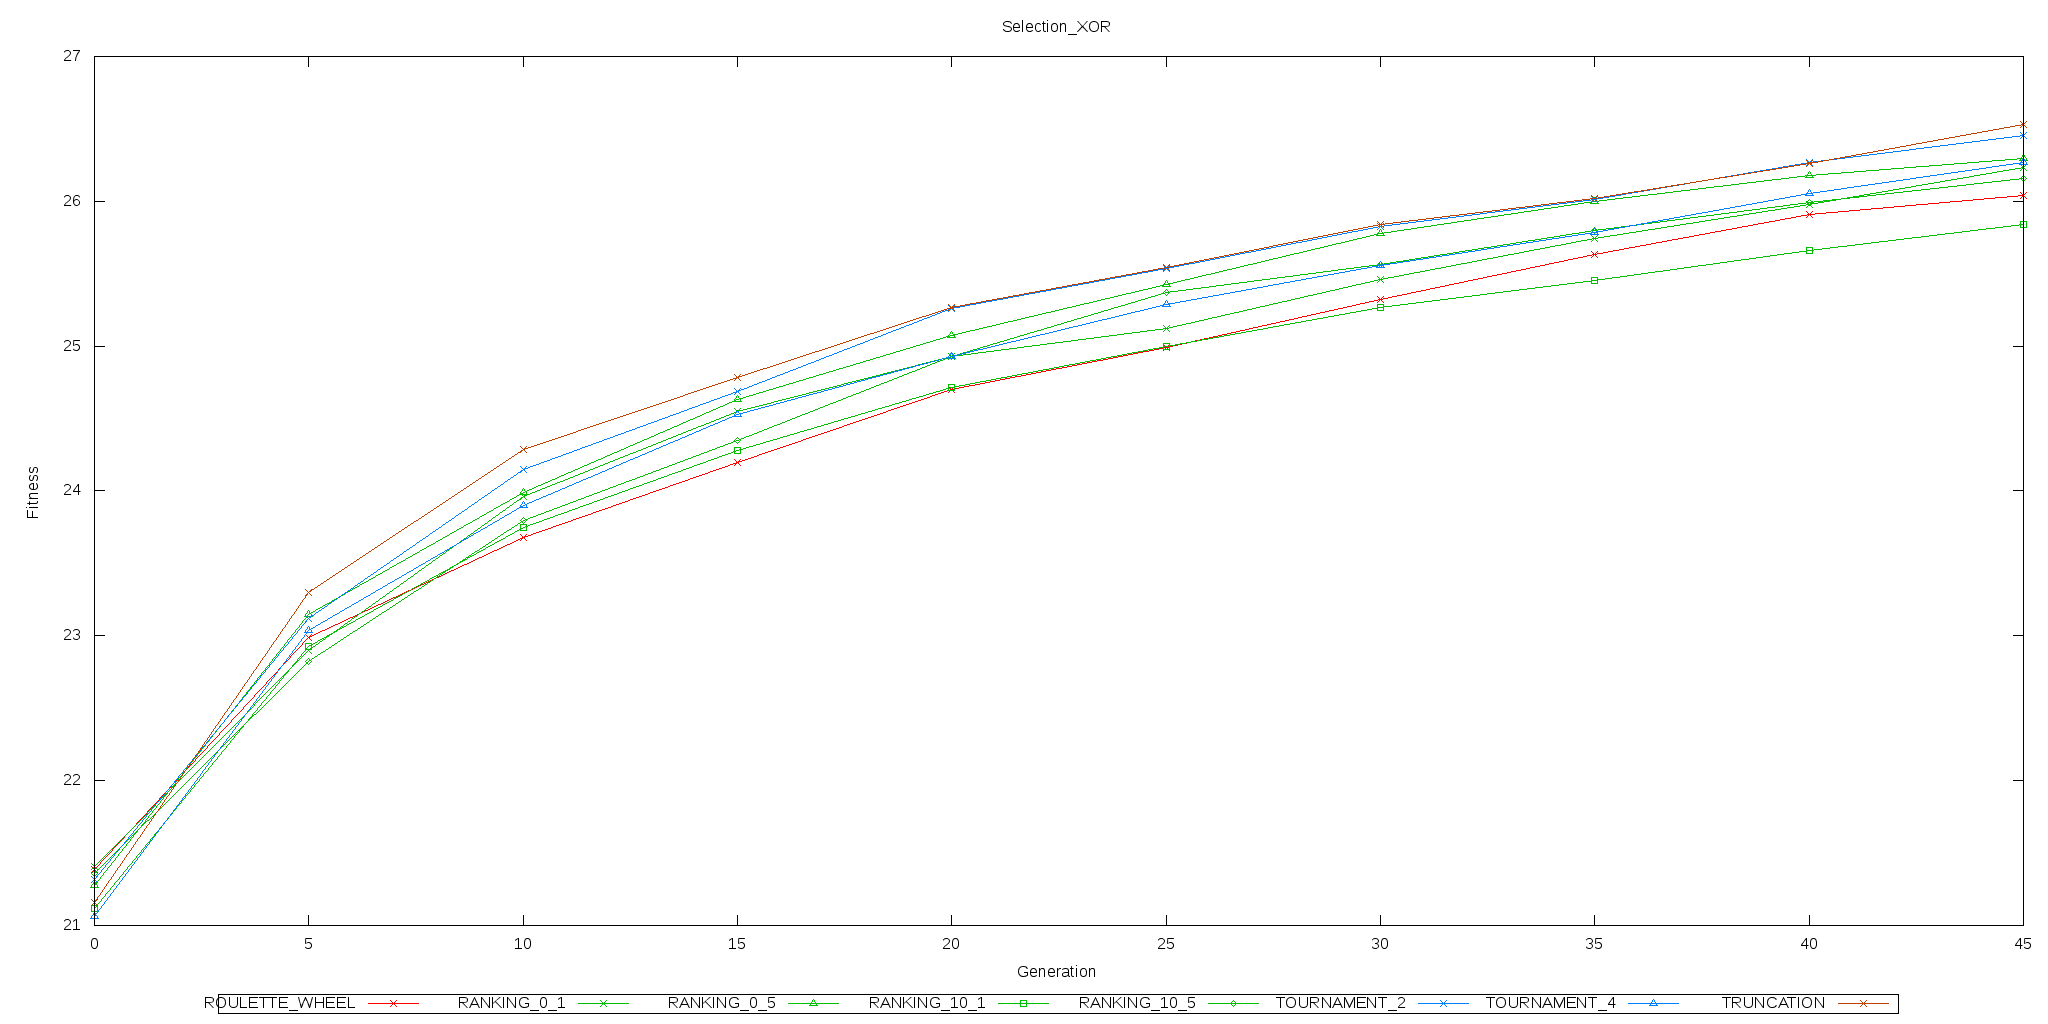 Selection_XOR
27
26
25
24
23
22
21
Fitness
0 5 10 15 20 25 30 35 40 45
Generation
ROULETTE_WHEEL RANKING_0_1 RANKING_0_5 RANKING_10_1 RANKING_10_5 TOURNAMENT_2 TOURNAMENT_4 TRUNCATION